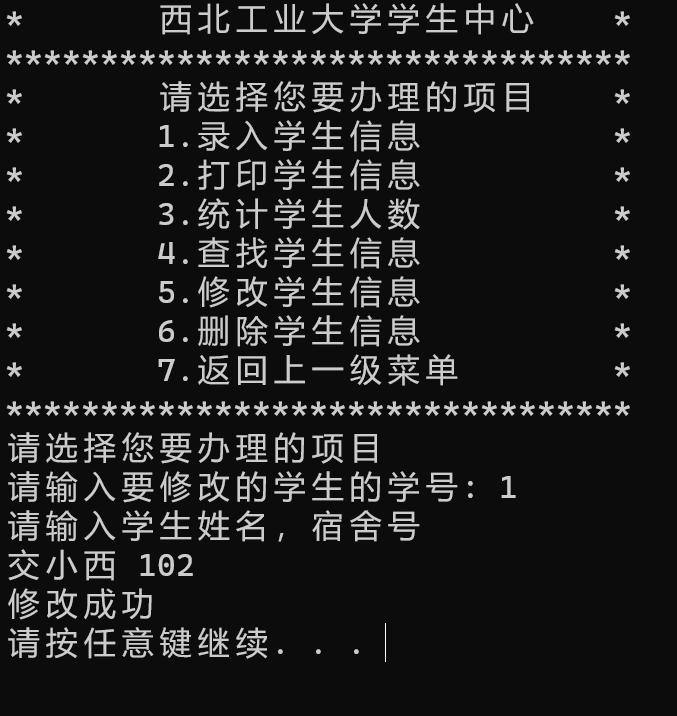 * 西北工业大学学生中心 *
*********************************
* 请选择您要办理的项目 *
* 1.录入学生信息 *
* 2.打印学生信息 *
* 3.统计学生人数 *
* 4.查找学生信息 *
* 5.修改学生信息 *
* 6.删除学生信息 *
* 7.返回上一级菜单 *
*********************************
请选择您要办理的项目
请输入要修改的学生的学号: 1
请输入学生姓名, 宿舍号
交小西 102
修改成功
请按任意键继续. . .